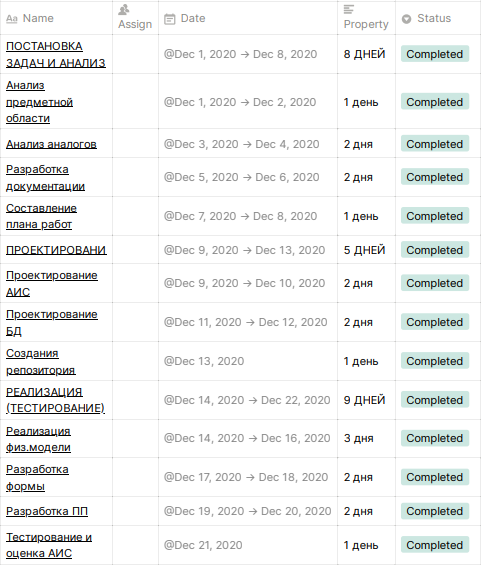 Aa Name
Assign
Date
Property
Status
ПОСТАНОВКА
ЗАДАЧ И АНАЛИЗ
@Dec 1, 2020 → Dec 8, 2020
8 ДНЕЙ
Completed
Анализ
предметной
области
@Dec 1, 2020 → Dec 2, 2020
1 день
Completed
Анализ аналогов
@Dec 3, 2020 → Dec 4, 2020
2 дня
Completed
Разработка
документации
@Dec 5, 2020 → Dec 6, 2020
2 дня
Completed
Составление
плана работ
@Dec 7, 2020 → Dec 8, 2020
1 день
Completed
ПРОЕКТИРОВАНИ
@Dec 9, 2020 → Dec 13, 2020
5 ДНЕЙ
Completed
Проектирование
АИС
@Dec 9, 2020 → Dec 10, 2020
2 дня
Completed
Проектирование
БД
@Dec 11, 2020 → Dec 12, 2020
2 дня
Completed
Создания
репозитория
@Dec 13, 2020
1 день
Completed
РЕАЛИЗАЦИЯ
(ТЕСТИРОВАНИЕ)
@Dec 14, 2020 → Dec 22, 2020
9 ДНЕЙ
Completed
Реализация
физ.модели
@Dec 14, 2020 → Dec 16, 2020
3 дня
Completed
Разработка
формы
@Dec 17, 2020 → Dec 18, 2020
2 дня
Completed
Разработка ПП
@Dec 19, 2020 → Dec 20, 2020
2 дня
Completed
Тестирование и
оценка АИС
@Dec 21, 2020
1 день
Completed